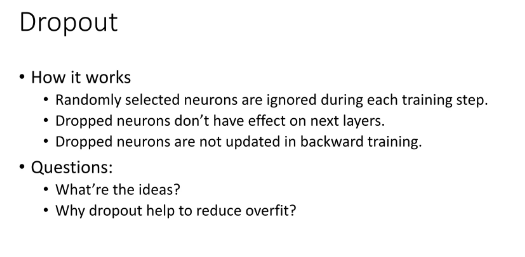 Dropout
• How it works
• Randomly selected neurons are ignored during each training step.
• Dropped neurons don't have effect on next layers.
• Dropped neurons are not updated in backward training.
• Questions:
• What're the ideas?
• Why dropout help to reduce overfit?